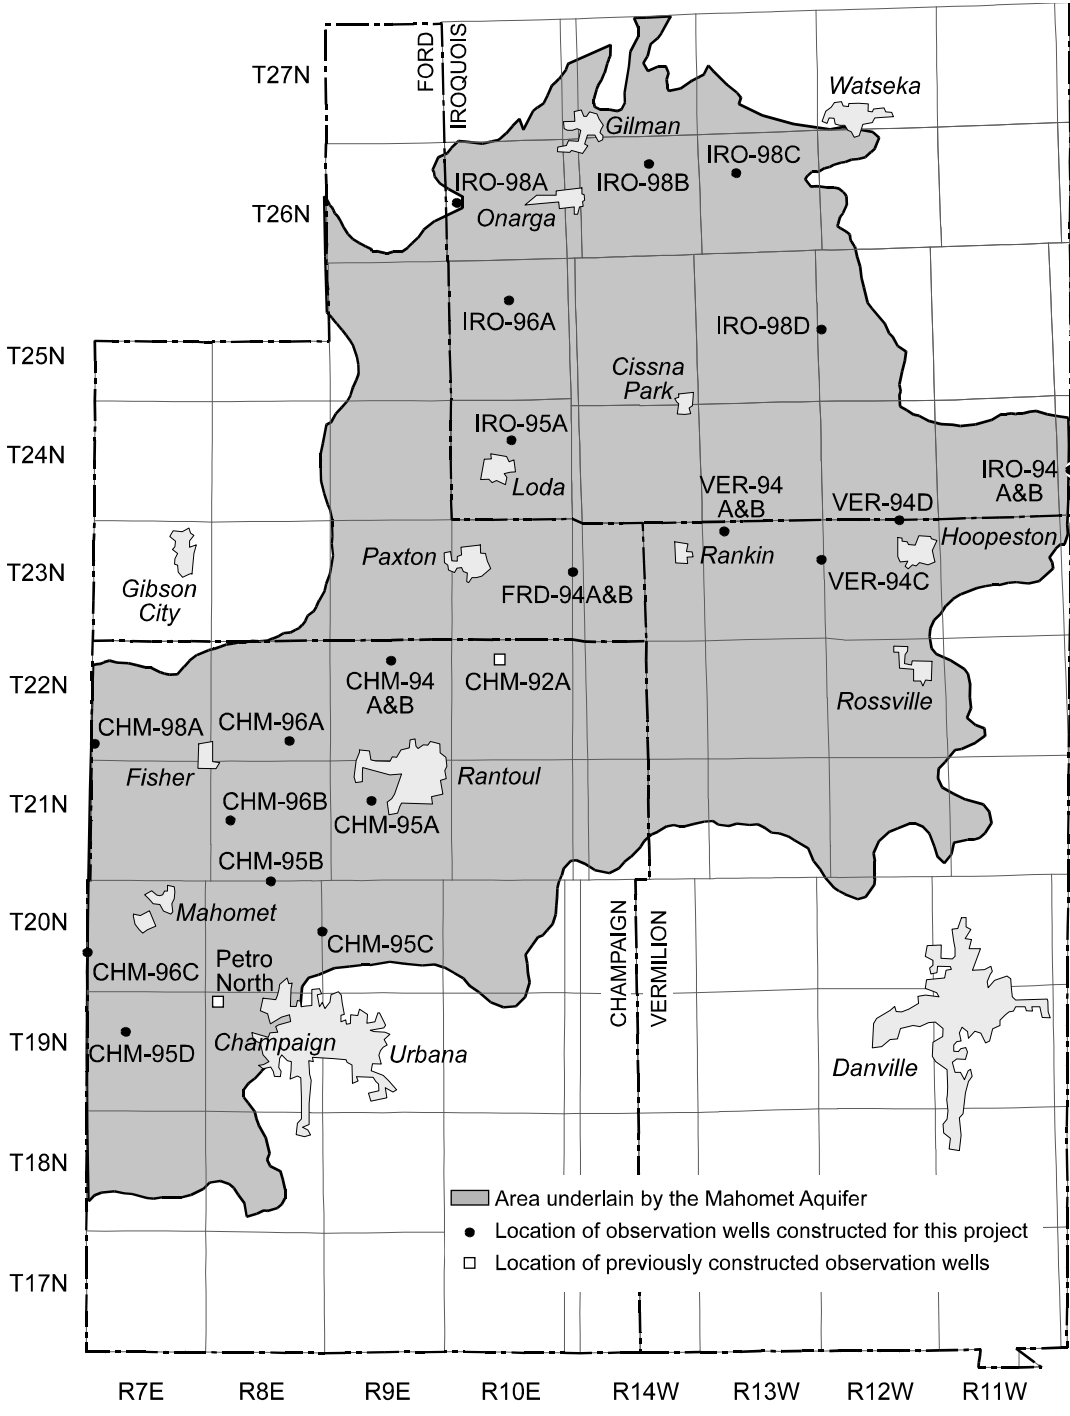 FORD
IROQUOIS
T27N
Watseka
Gilman
IRO-98C
IRO-98A
IRO-98B
T26N
Onarga
IRO-96A
IRO-98D
T25N
Cissna
Park
IRO-95A
T24N
Loda
IRO-94
A&B
VER-94
A&B
VER-94D
Hoopeston
Paxton
Rankin
T23N
VER-94C
Gibson
City
FRD-94A&B
T22N
CHM-94
A&B
CHM-92A
Rossville
CHM-98A
CHM-96A
Fisher
Rantoul
T21N
CHM-96B
CHM-95A
CHM-95B
T20N
Mahomet
CHM-95C
CHAMPAIGN
VERMILION
CHM-96C
Petro
North
T19N
Champaign
Urbana
CHM-95D
Danville
T18N
Area underlain by the Mahomet Aquifer
Location of observation wells constructed for this project
Location of previously constructed observation wells
T17N
R7E
R8E
R9E
R10E
R14W
R13W
R12W
R11W